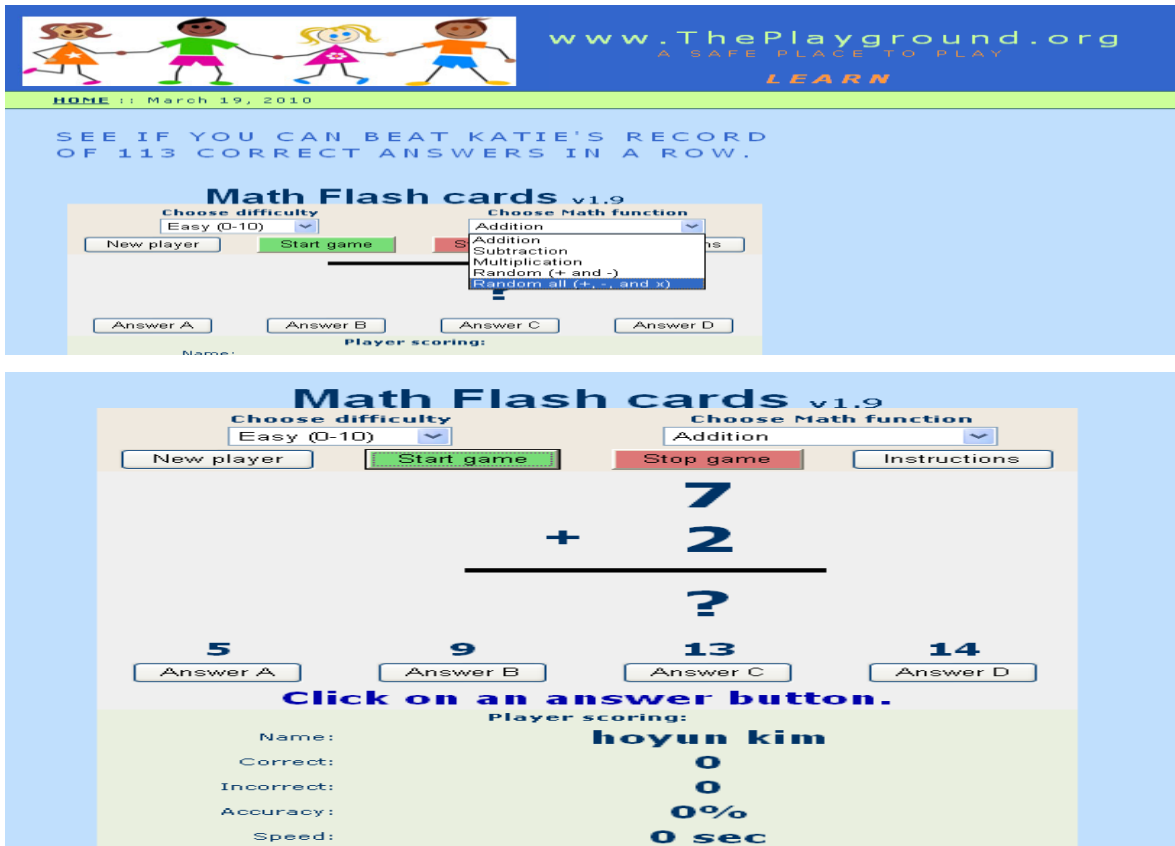 www.ThePlayground.org
A SAFE PLACE TO PLAY
LEARN
HOME :: March 19, 2010
SEE IF YOU CAN BEAT KATIE'S RECORD
OF 113 CORRECT ANSWERS IN A ROW.
Math Flash cards v1.9
Choose difficulty Choose Math function
Easy (0-10) Addition
New player Start game
Addition
Subtraction
Multiplication
Random (+ and -)
Random all (+, -, and x)
?
Answer A Answer B Answer C Answer D
Player scoring:
Name:
Math Flash cards v1.9
Choose difficulty Choose Math function
Easy (0-10) Addition
New player Start game Stop game Instructions
7
+ 2
?
5 9 13 14
Answer A Answer B Answer C Answer D
Click on an answer button.
Player scoring:
Name: hoyun kim
Correct: 0
Incorrect: 0
Accuracy: 0%
Speed: 0 sec